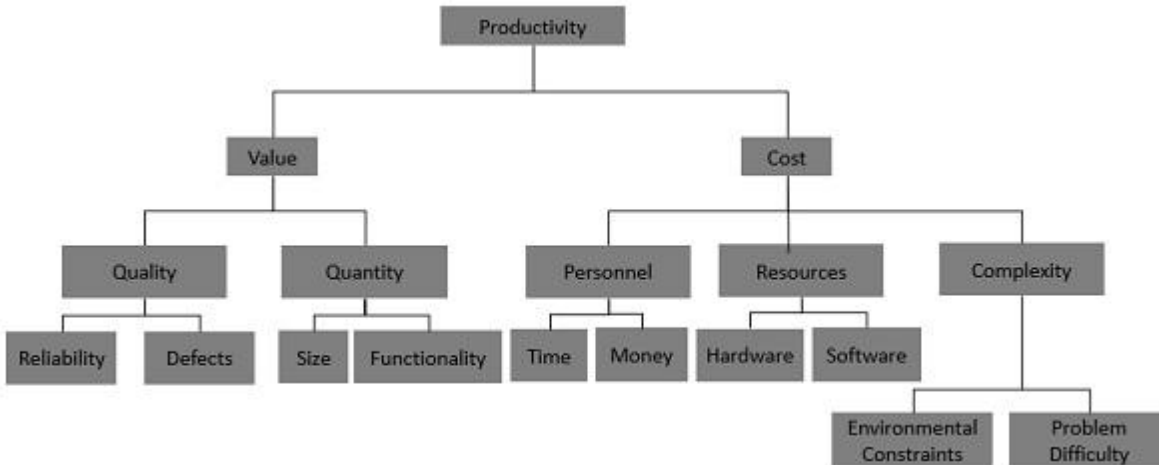 Productivity
Value
Cost
Quality
Quantity
Personnel
Resources
Complexity
Reliability
Defects
Size
Functionality
Time
Money
Hardware
Software
Environmental
Constraints
Problem
Difficulty